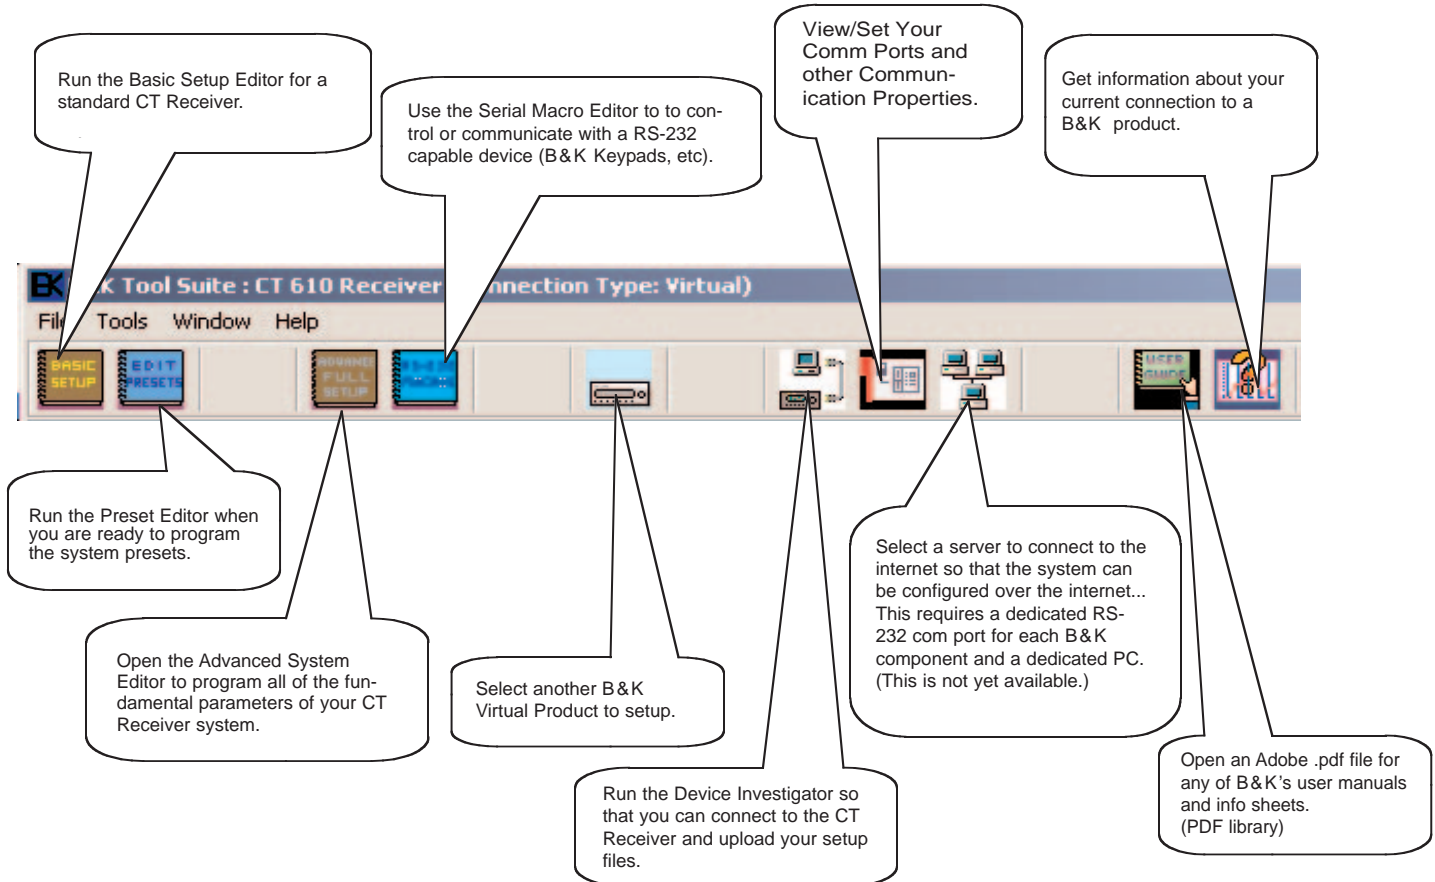 View/Set Your
Comm Ports and
other Commun-
ication Properties.
Run the Basic Setup Editor for a
standard CT Receiver.
Get information about your
current connection to a
B&K product.
Use the Serial Macro Editor to to con-
trol or communicate with a RS-232
capable device (B&K Keypads, etc).
BK K Tool Suite : CT 610 Receiver nnection Type: Virtual)
File Tools Window Help
BASIC
SETUP
EDIT
PRESETS
FULL
SETUP
USER
GUIDE
Run the Preset Editor when
you are ready to program
the system presets.
Select a server to connect to the
internet so that the system can
be configured over the internet...
This requires a dedicated RS-
232 com port for each B&K
component and a dedicated PC.
(This is not yet available.)
Open the Advanced System
Editor to program all of the fun-
damental parameters of your CT
Receiver system.
Select another B&K
Virtual Product to setup.
Open an Adobe .pdf file for
any of B&K's user manuals
and info sheets.
(PDF library)
Run the Device Investigator so
that you can connect to the CT
Receiver and upload your setup
files.